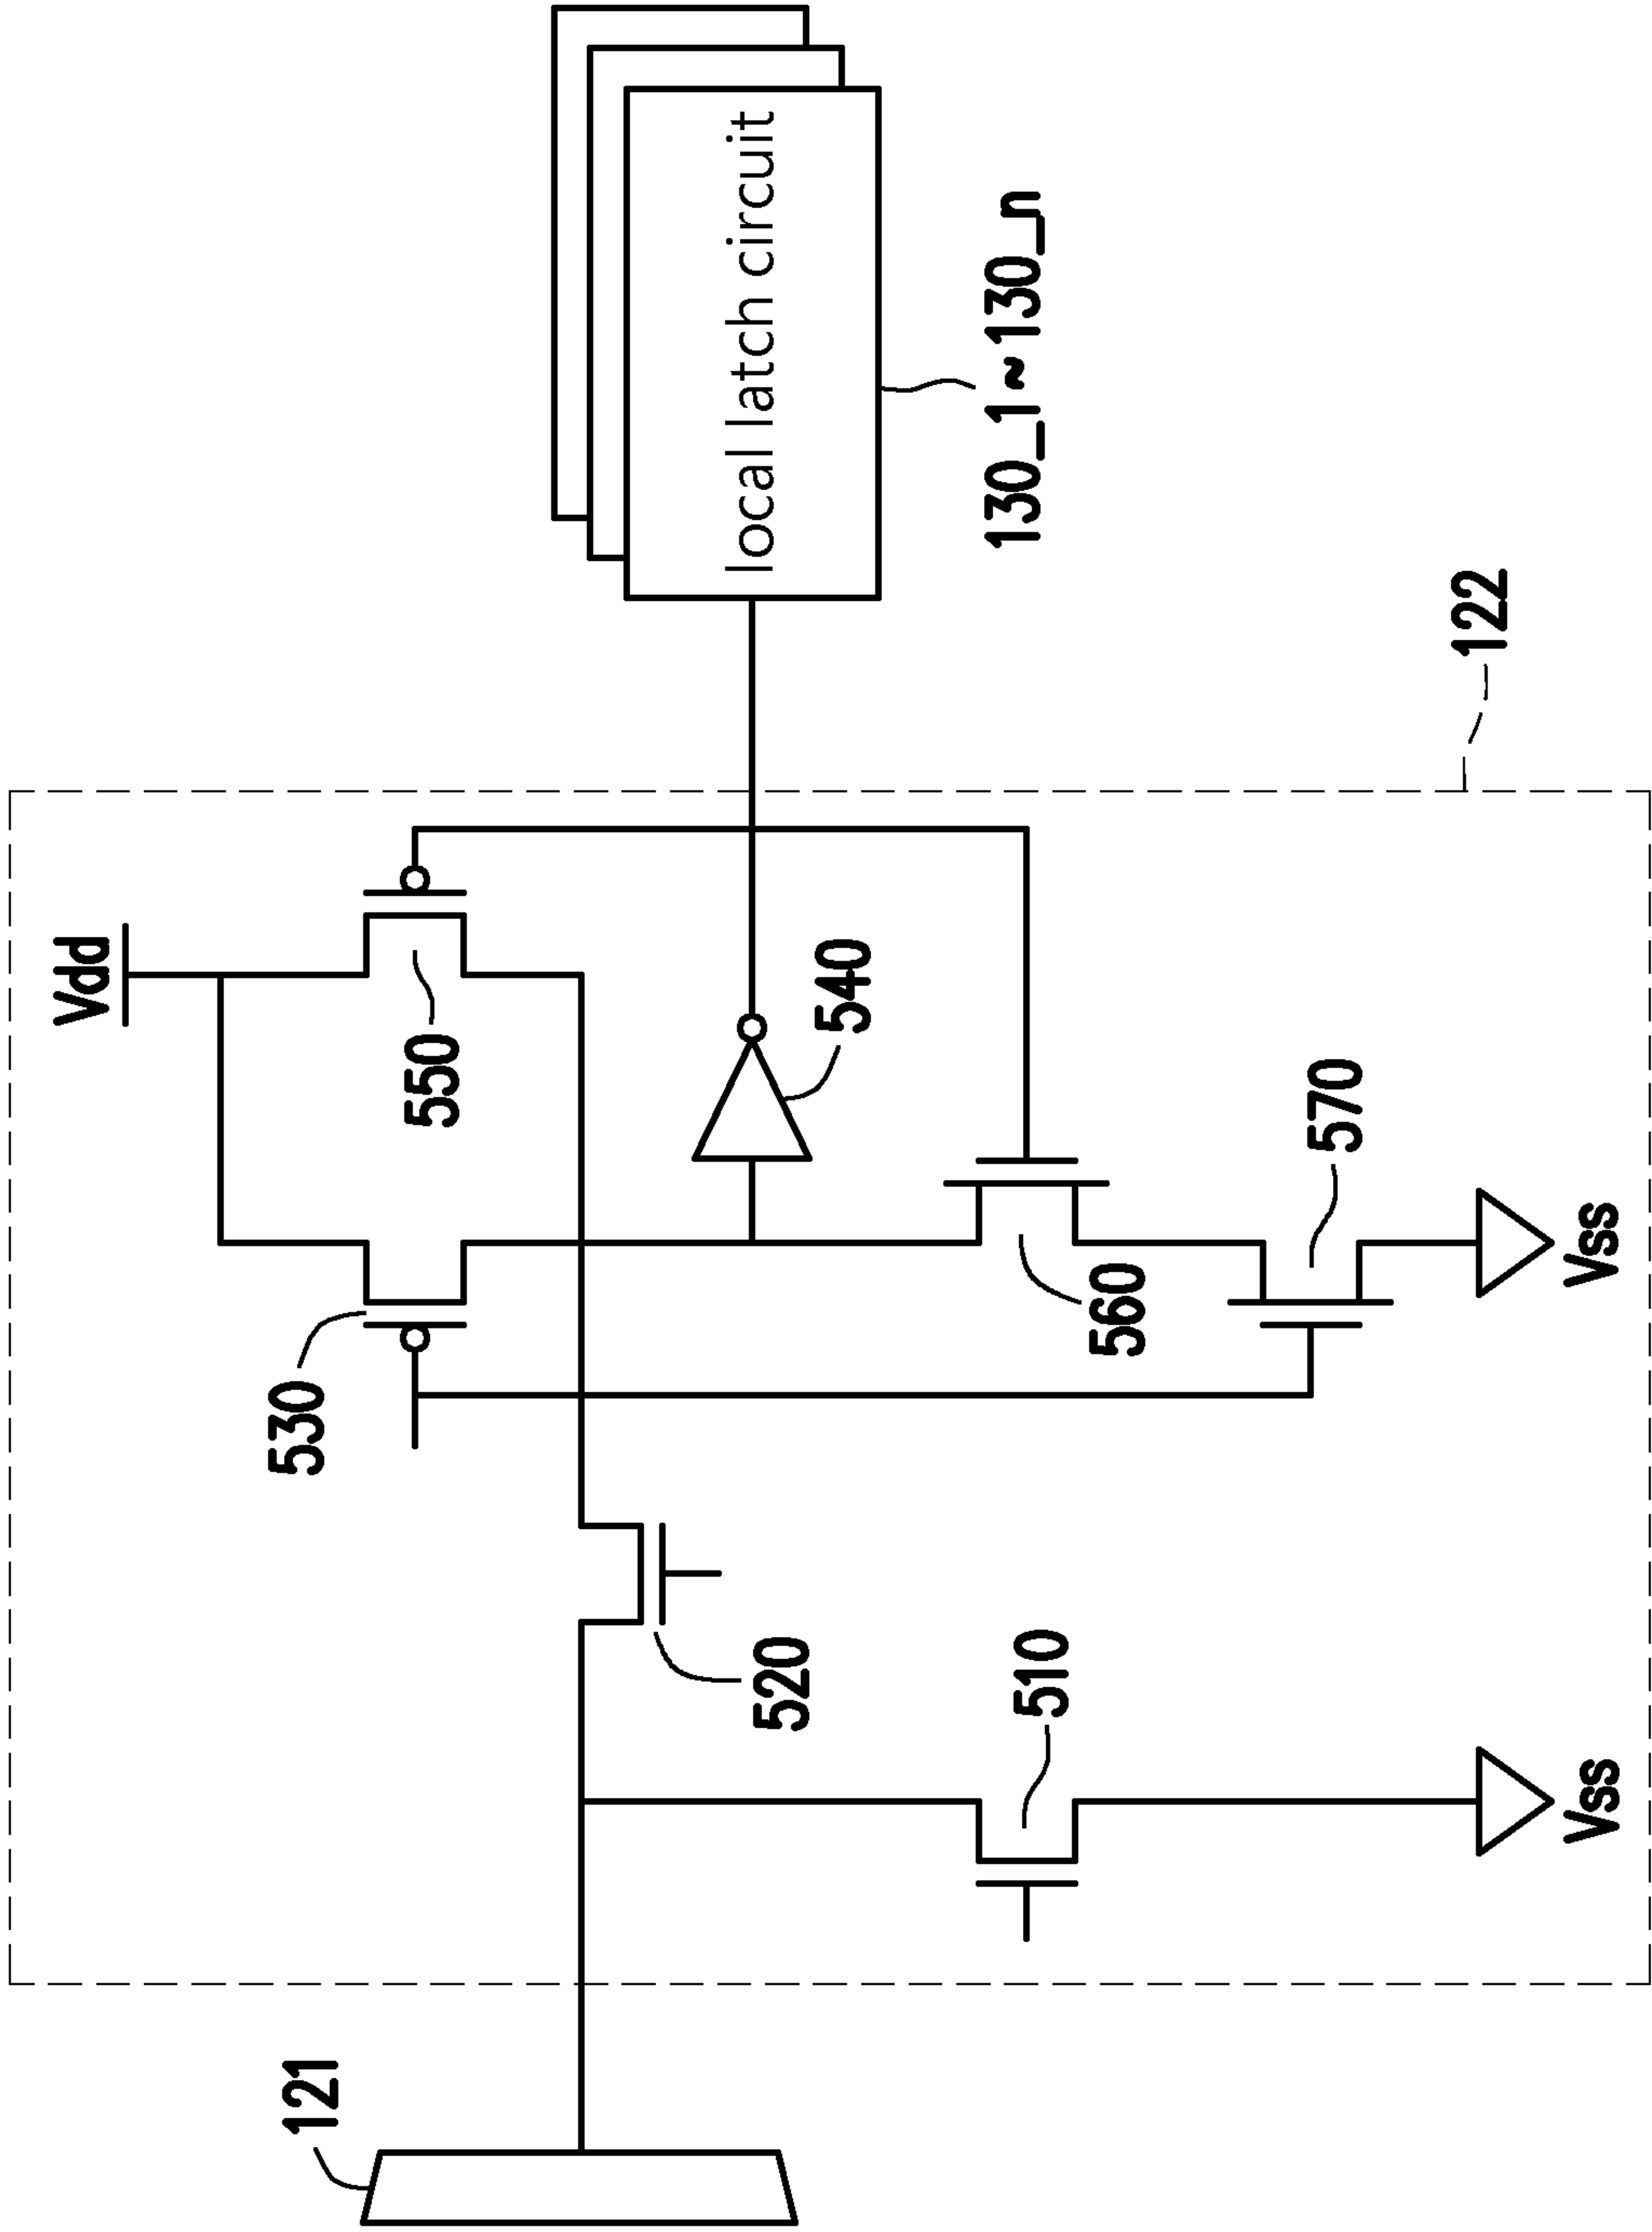 Vdd
121
530
550
520
540
local latch circuit
510
560
130_1~130_n
570
122
Vss
Vss